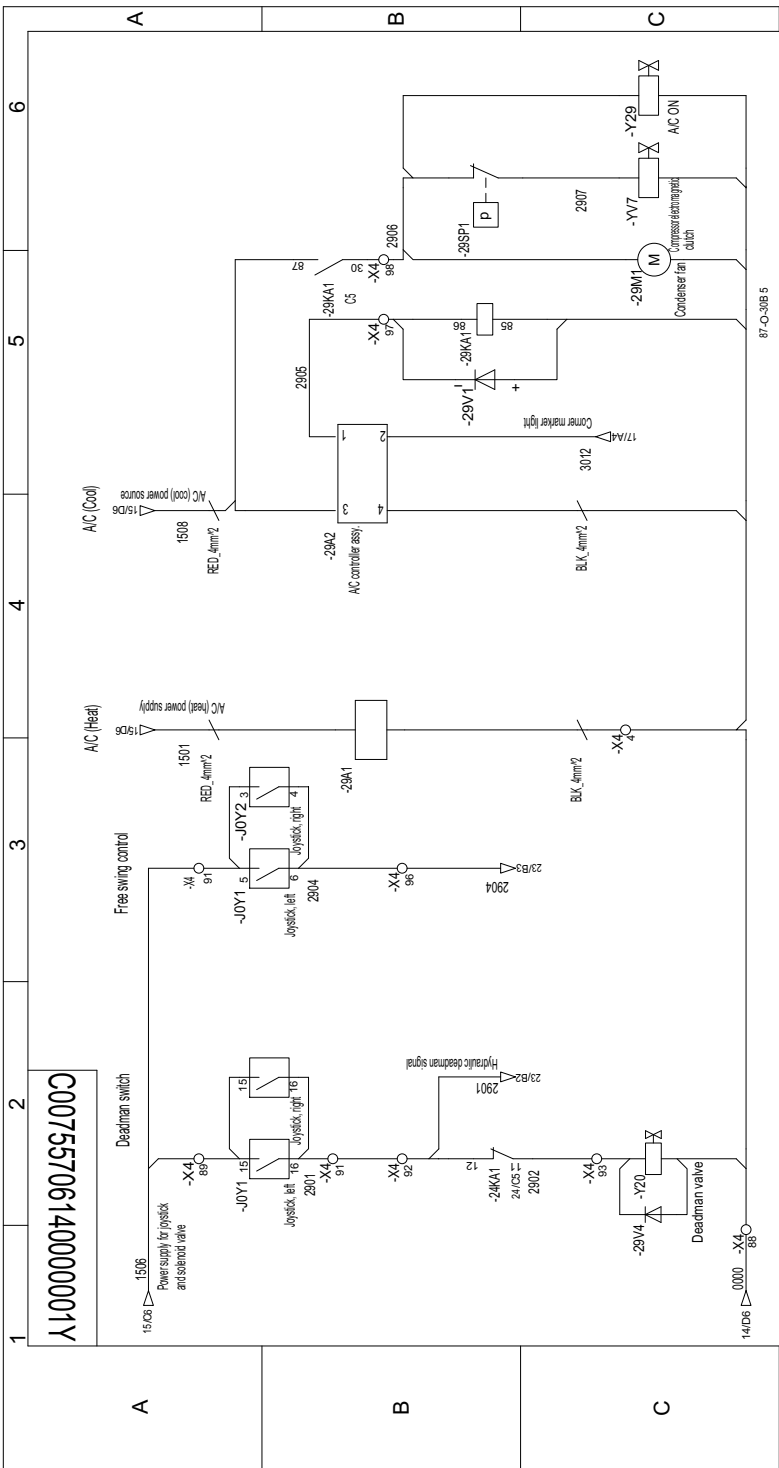 1
2
3
4
5
6
A
B
C
A
B
C
C007557061400000001Y
15/C6
1506
Power supply for joystick
and solenoid valve
Deadman switch
-X4
89
-J0Y1
15
16
Joystick, left
15
16
Joystick, right
2901
-X4
91
-X4
92
Hydraulic deadman signal
2901
23/B2
12
-24KA1
24/C5
11
2902
-X4
93
-Y20
-29V4
Deadman valve
14/D6
0000
-X4
88
Free swing control
-X4
91
-J0Y1
5
6
Joystick, left
-J0Y2
3
4
Joystick, right
2904
-X4
96
2904
23/B3
A/C (Heat)
15/D6
A/C (heat) power supply
1501
RED_4mm^2
-29A1
BLK_4mm^2
-X4
4
A/C (Cool)
15/D6
A/C (cool) power source
1508
RED_4mm^2
-29A2
A/C controller assy.
3
1
4
2
BLK_4mm^2
2905
3012
Corner marker light
17/A4
-X4
97
-29KA1
86
85
-29V1
+
87
30
-29KA1
C5
-X4
98
2906
-29SP1
p
2907
-29M1
M
Condenser fan
-YV7
Compressor electromagnetic
clutch
-Y29
A/C ON
87-O-30B 5